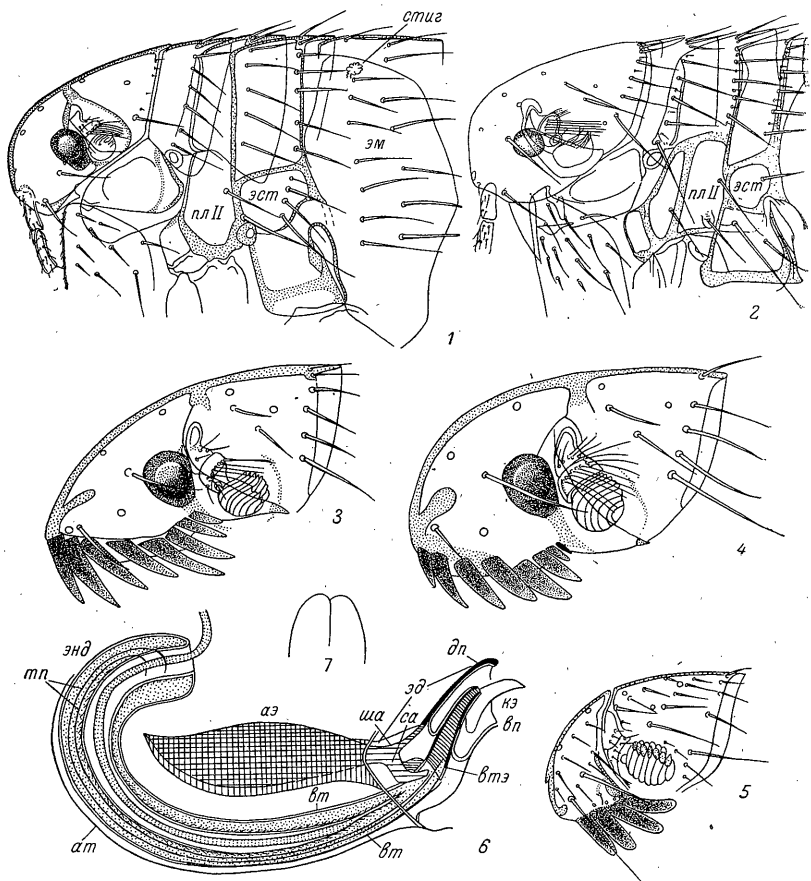 стиг
эм
эст
пл II
1
пл II
эст
2
3
4
7
энд
тп
аэ
ша
са
эд
дп
кэ
вп
втэ
вт
вт
ат
6
5